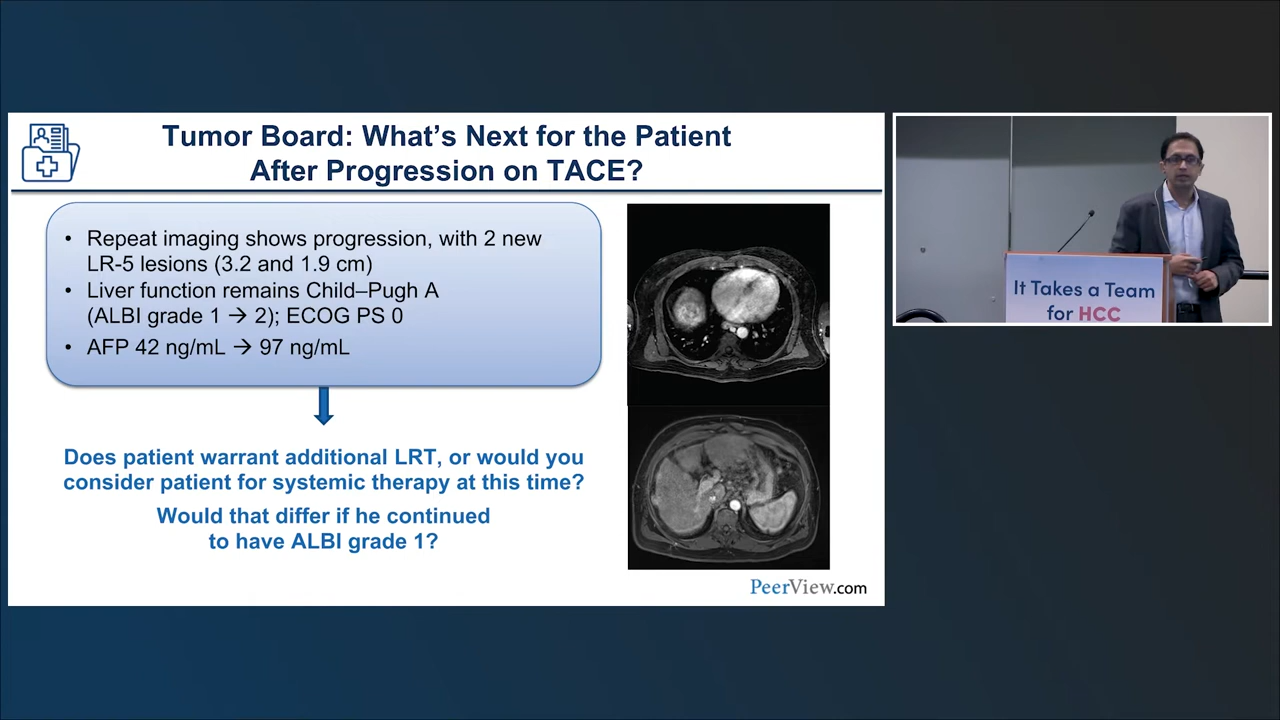 Tumor Board: What's Next for the Patient
After Progression on TACE?
• Repeat imaging shows progression, with 2 new
LR-5 lesions (3.2 and 1.9 cm)
• Liver function remains Child–Pugh A
(ALBI grade 1 → 2); ECOG PS 0
• AFP 42 ng/mL → 97 ng/mL
Does patient warrant additional LRT, or would you
consider patient for systemic therapy at this time?
Would that differ if he continued
to have ALBI grade 1?
PeerView.com
It Takes a Team
for HCC